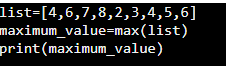 list=[4,6,7,8,2,3,4,5,6]
maximum_value=max(list)
print(maximum_value)